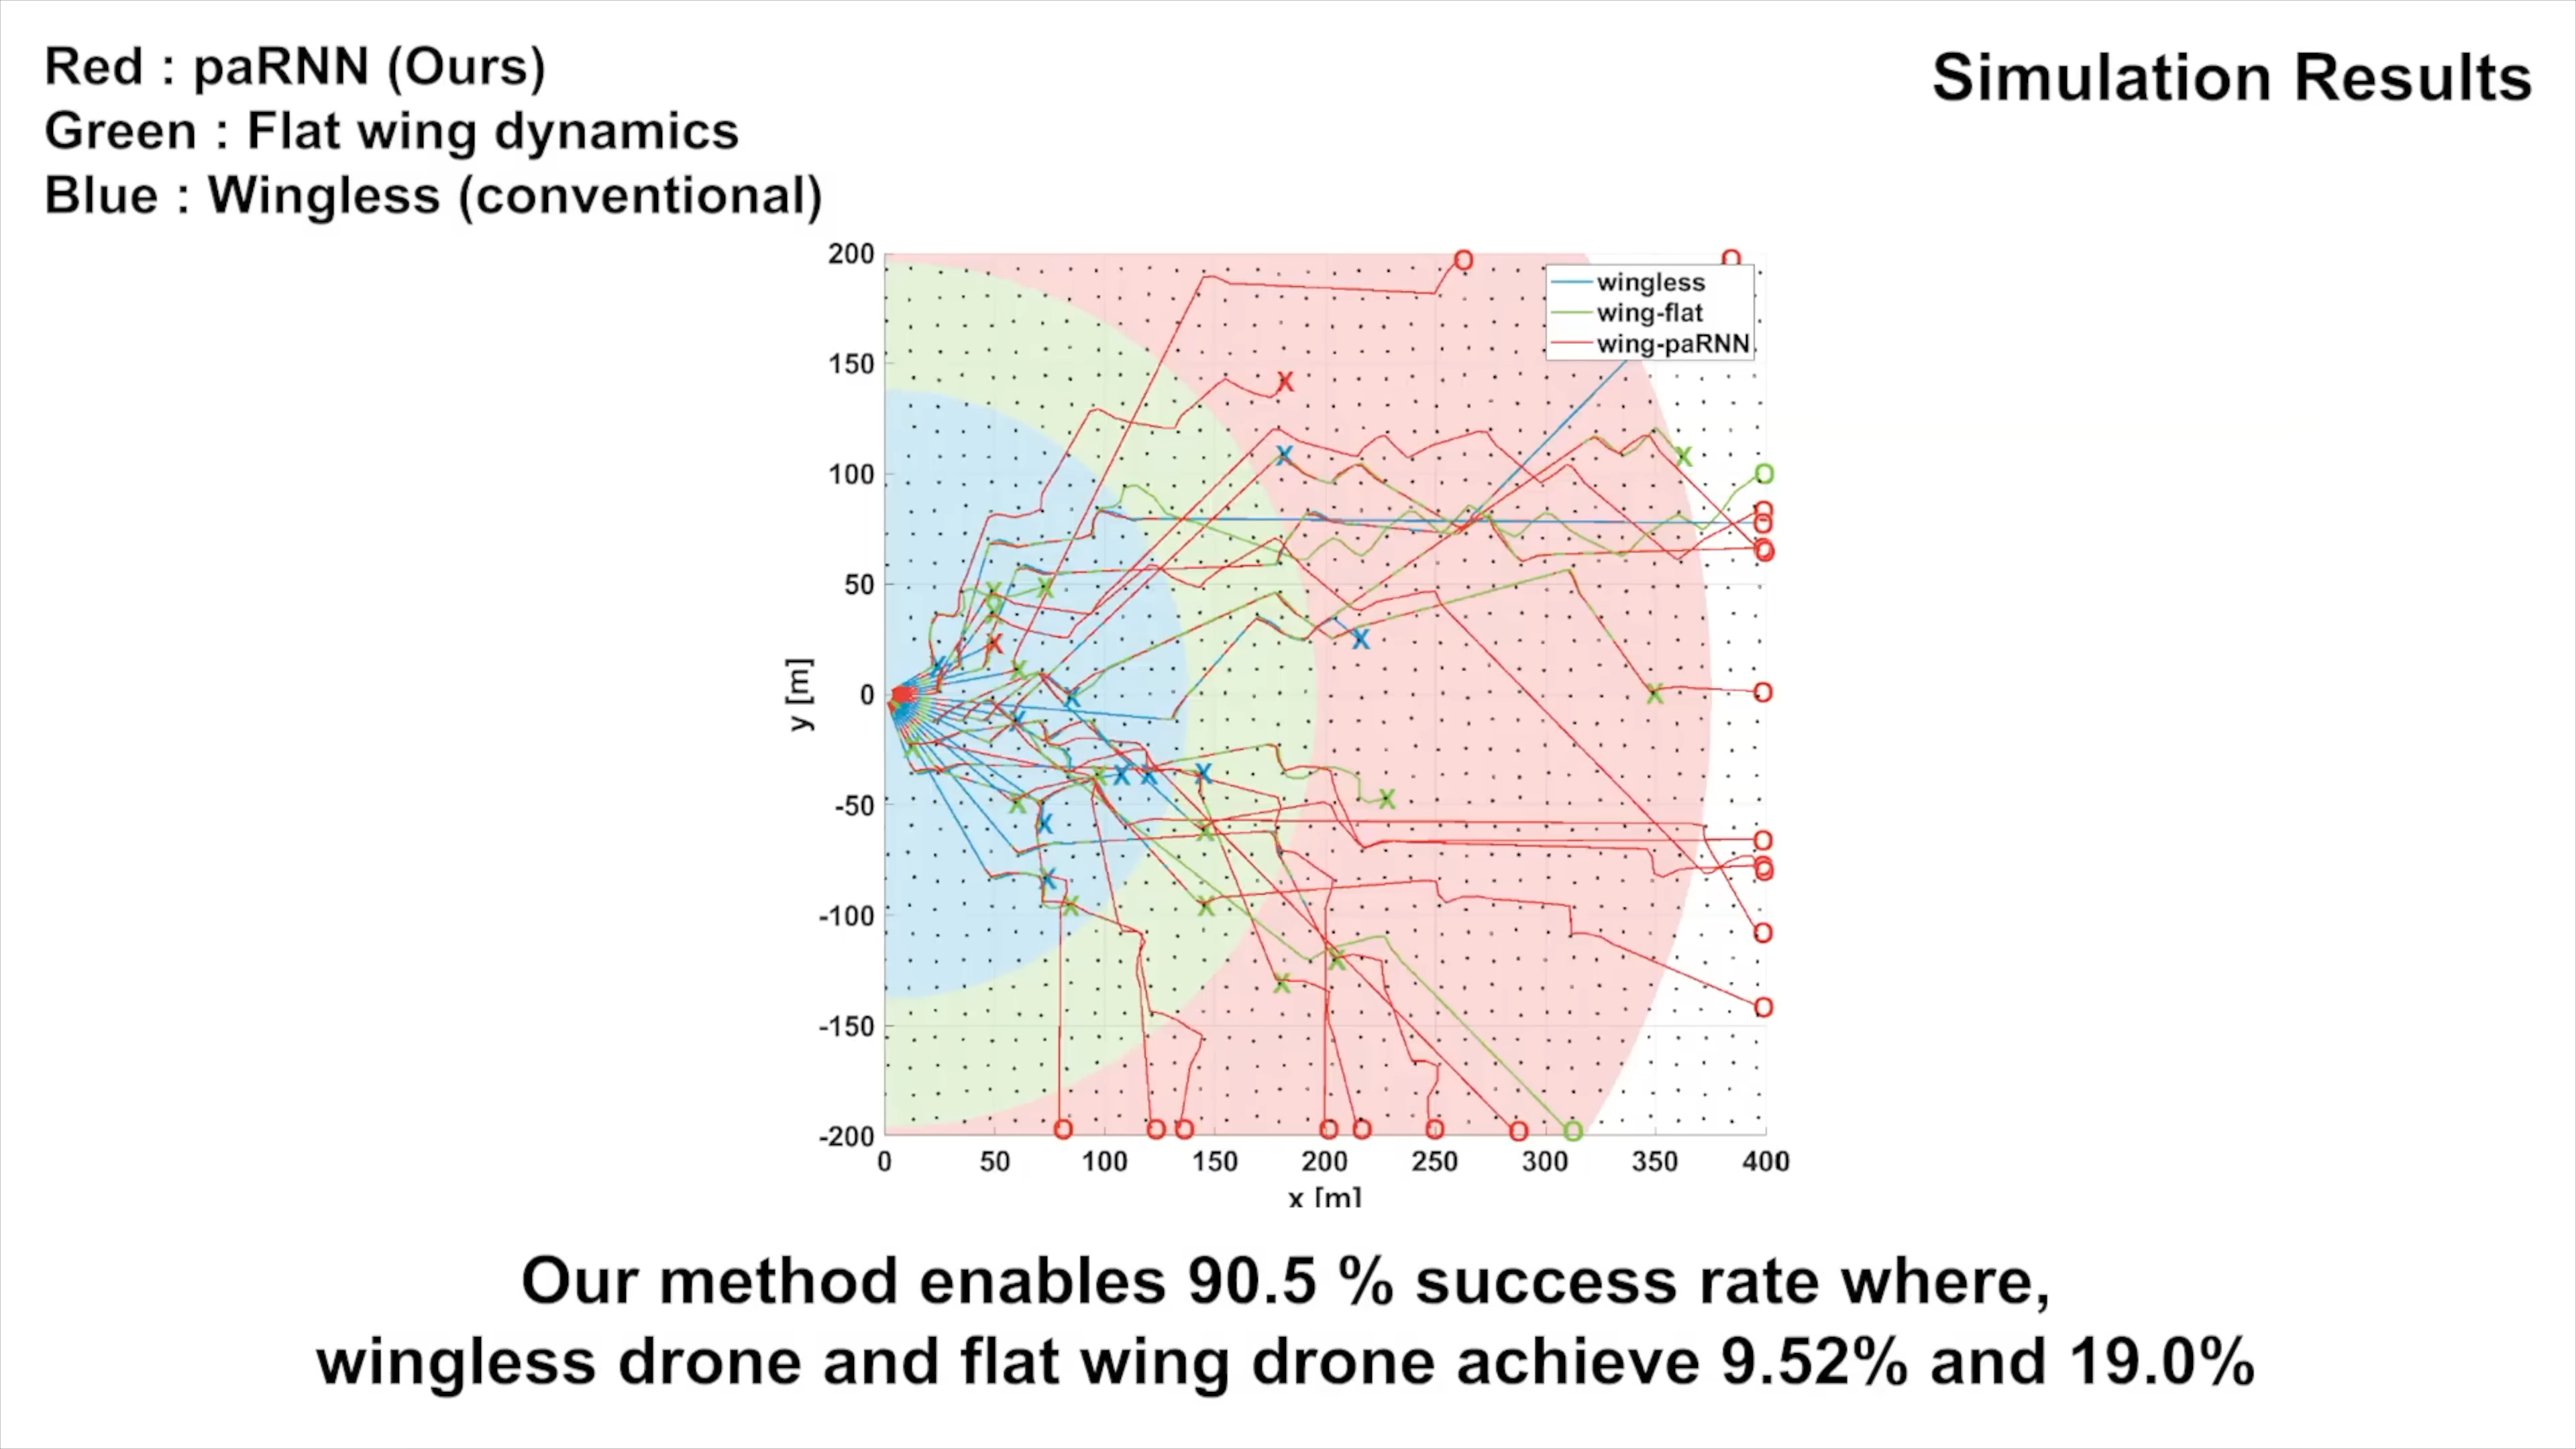 Red : paRNN (Ours)
Green : Flat wing dynamics
Blue : Wingless (conventional)
Simulation Results
200
150
100
50
0
-50
-100
-150
-200
y [m]
wingless
wing-flat
wing-paRNN
0 50 100 150 200 250 300 350 400
x [m]
Our method enables 90.5 % success rate where,
wingless drone and flat wing drone achieve 9.52% and 19.0%